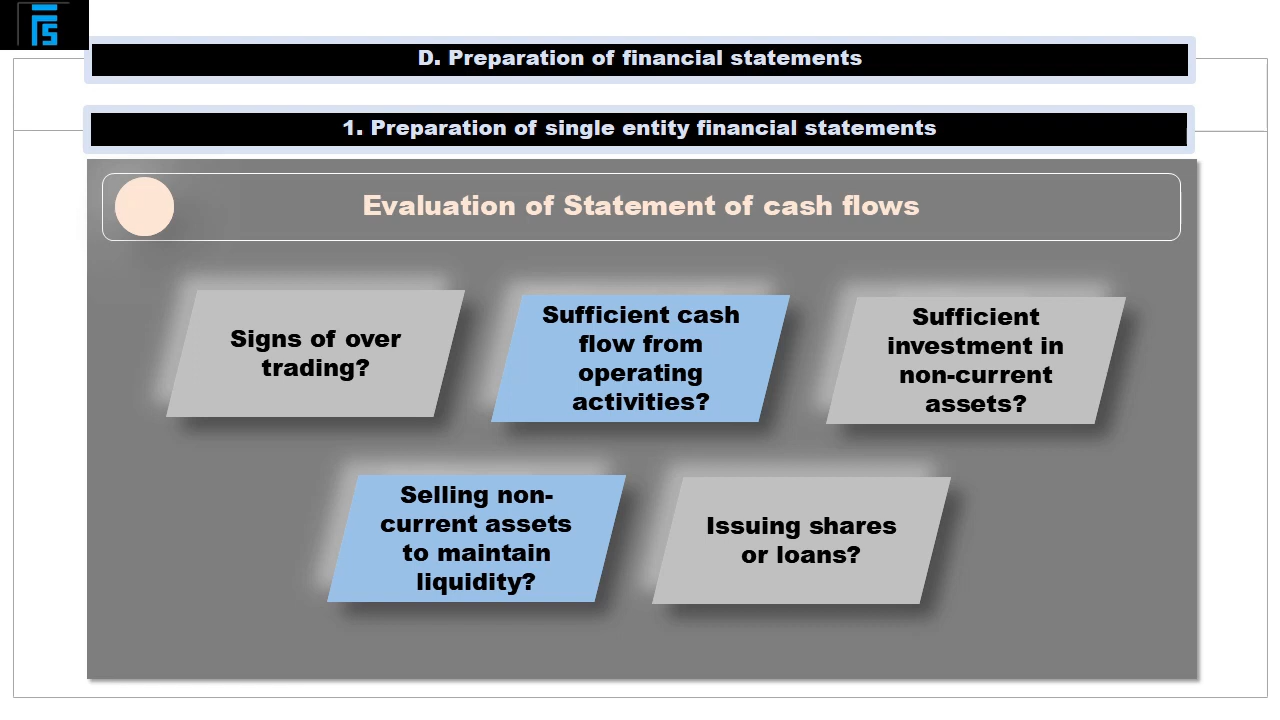 D. Preparation of financial statements
1. Preparation of single entity financial statements
Evaluation of Statement of cash flows
Signs of over
trading?
Sufficient cash
flow from
operating
activities?
Sufficient
investment in
non-current
assets?
Selling non-
current assets
to maintain
liquidity?
Issuing shares
or loans?